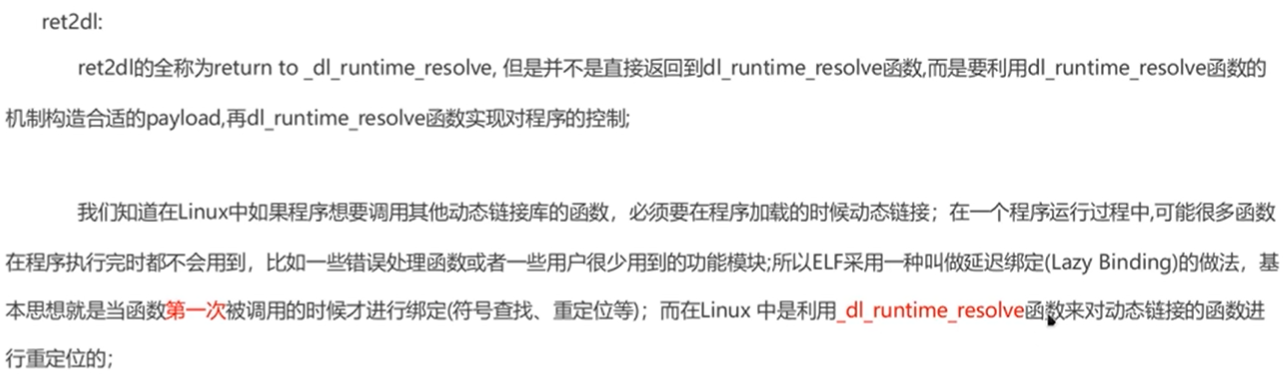 ret2dl:
ret2dl的全称为return to _dl_runtime_resolve, 但是并不是直接返回到dl_runtime_resolve函数,而是要利用dl_runtime_resolve函数的
机制构造合适的payload,再dl_runtime_resolve函数实现对程序的控制;
我们知道在Linux中如果程序想要调用其他动态链接库的函数，必须要在程序加载的时候动态链接；在一个程序运行过程中,可能很多函数
在程序执行完时都不会用到，比如一些错误处理函数或者一些用户很少用到的功能模块;所以ELF采用一种叫做延迟绑定(Lazy Binding)的做法，基
本思想就是当函数第一次被调用的时候才进行绑定(符号查找、重定位等)；而在Linux 中是利用_dl_runtime_resolve函数来对动态链接的函数进
行重定位的；